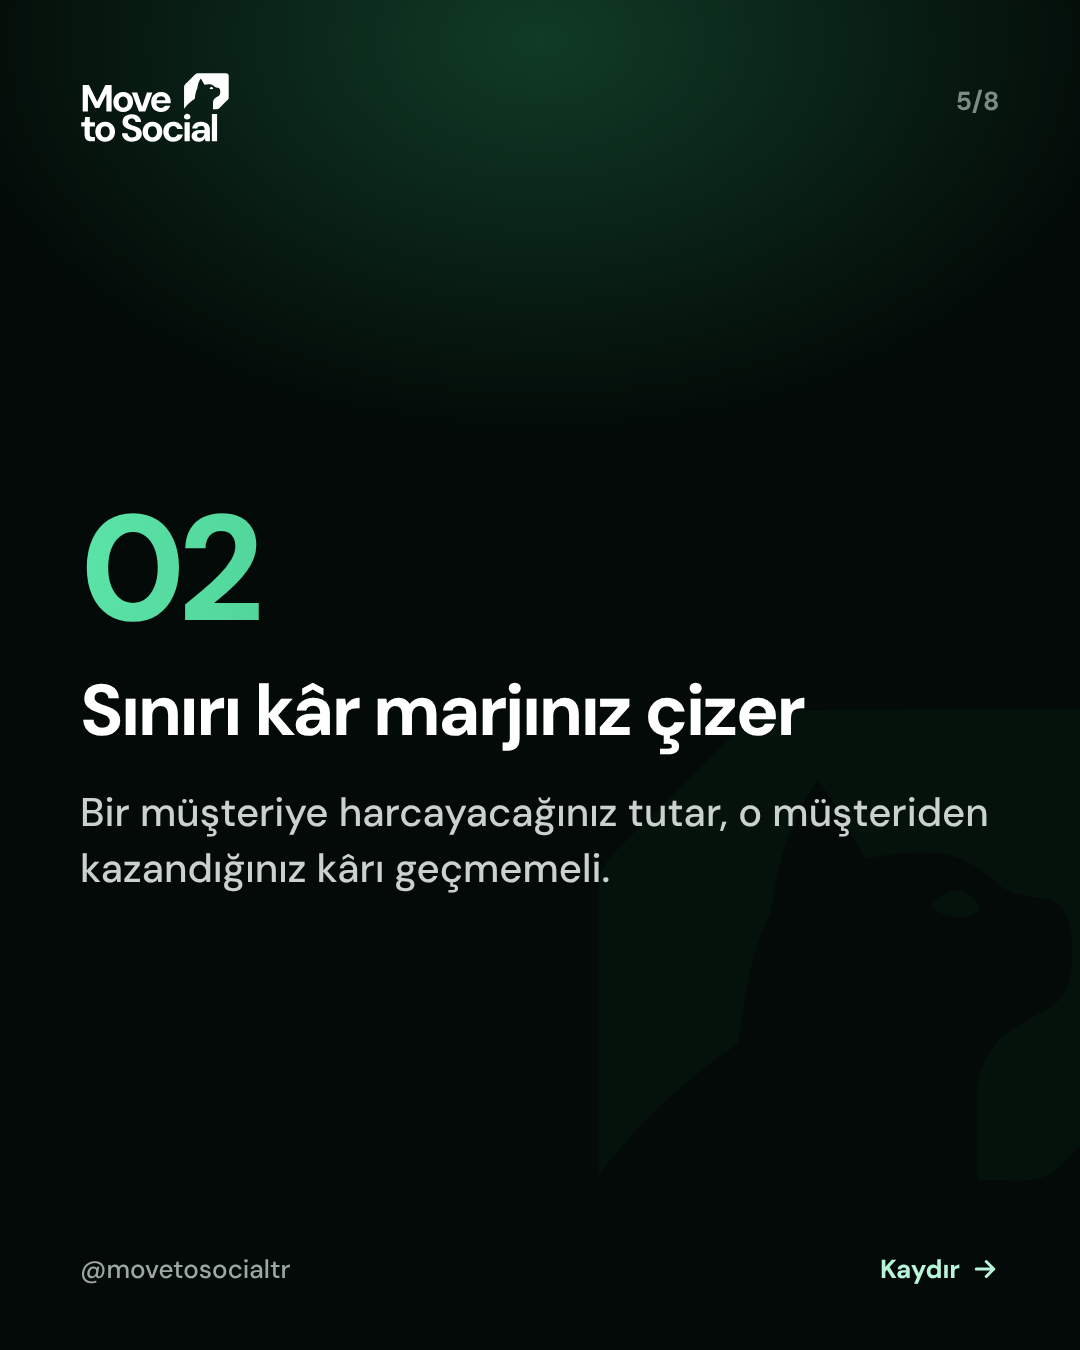 Move
to Social
5/8
02
Sınırı kâr marjınız çizer
Bir müşteriye harcayacağınız tutar, o müşteriden
kazandığınız kârı geçmemeli.
@movetosocialtr
Kaydır →